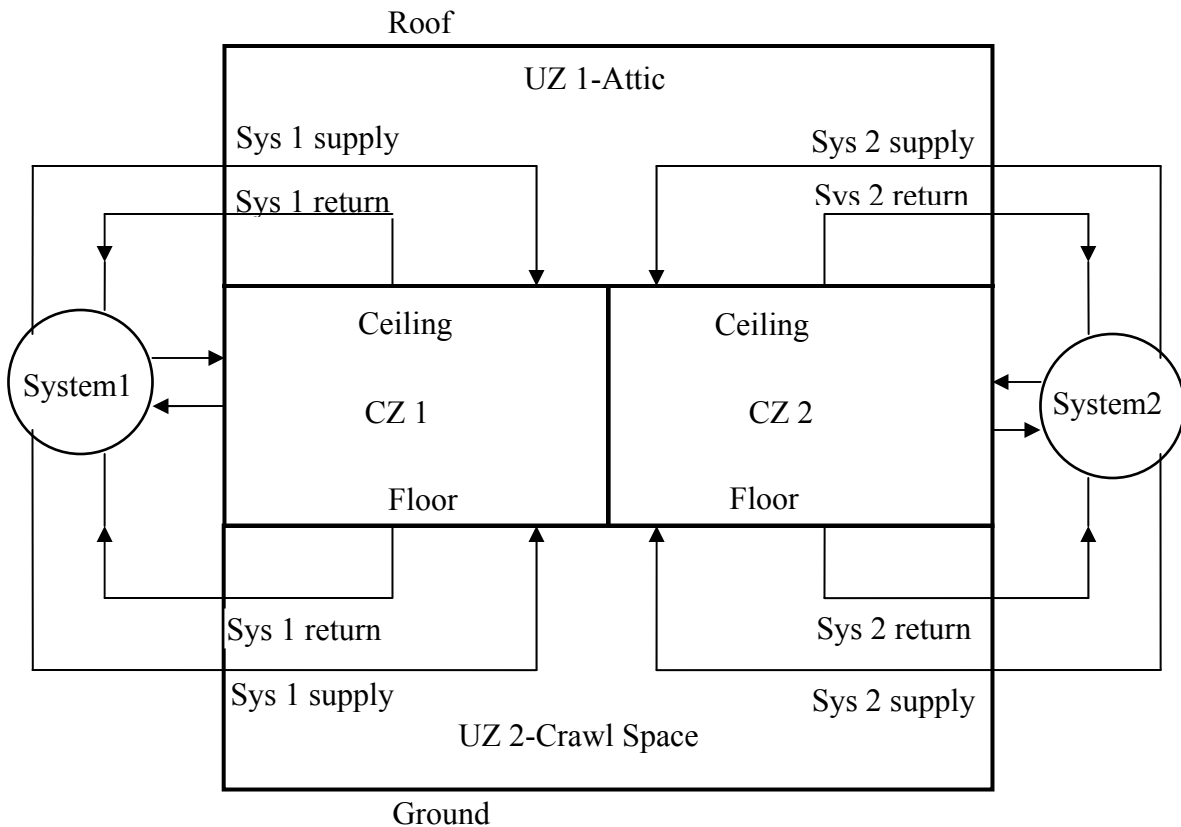 Roof
UZ 1-Attic
Sys 1 supply
Sys 2 supply
Sys 1 return
Sys 2 return
Ceiling
Ceiling
System1
CZ 1
CZ 2
System2
Floor
Floor
Sys 1 return
Sys 2 return
Sys 1 supply
Sys 2 supply
UZ 2-Crawl Space
Ground